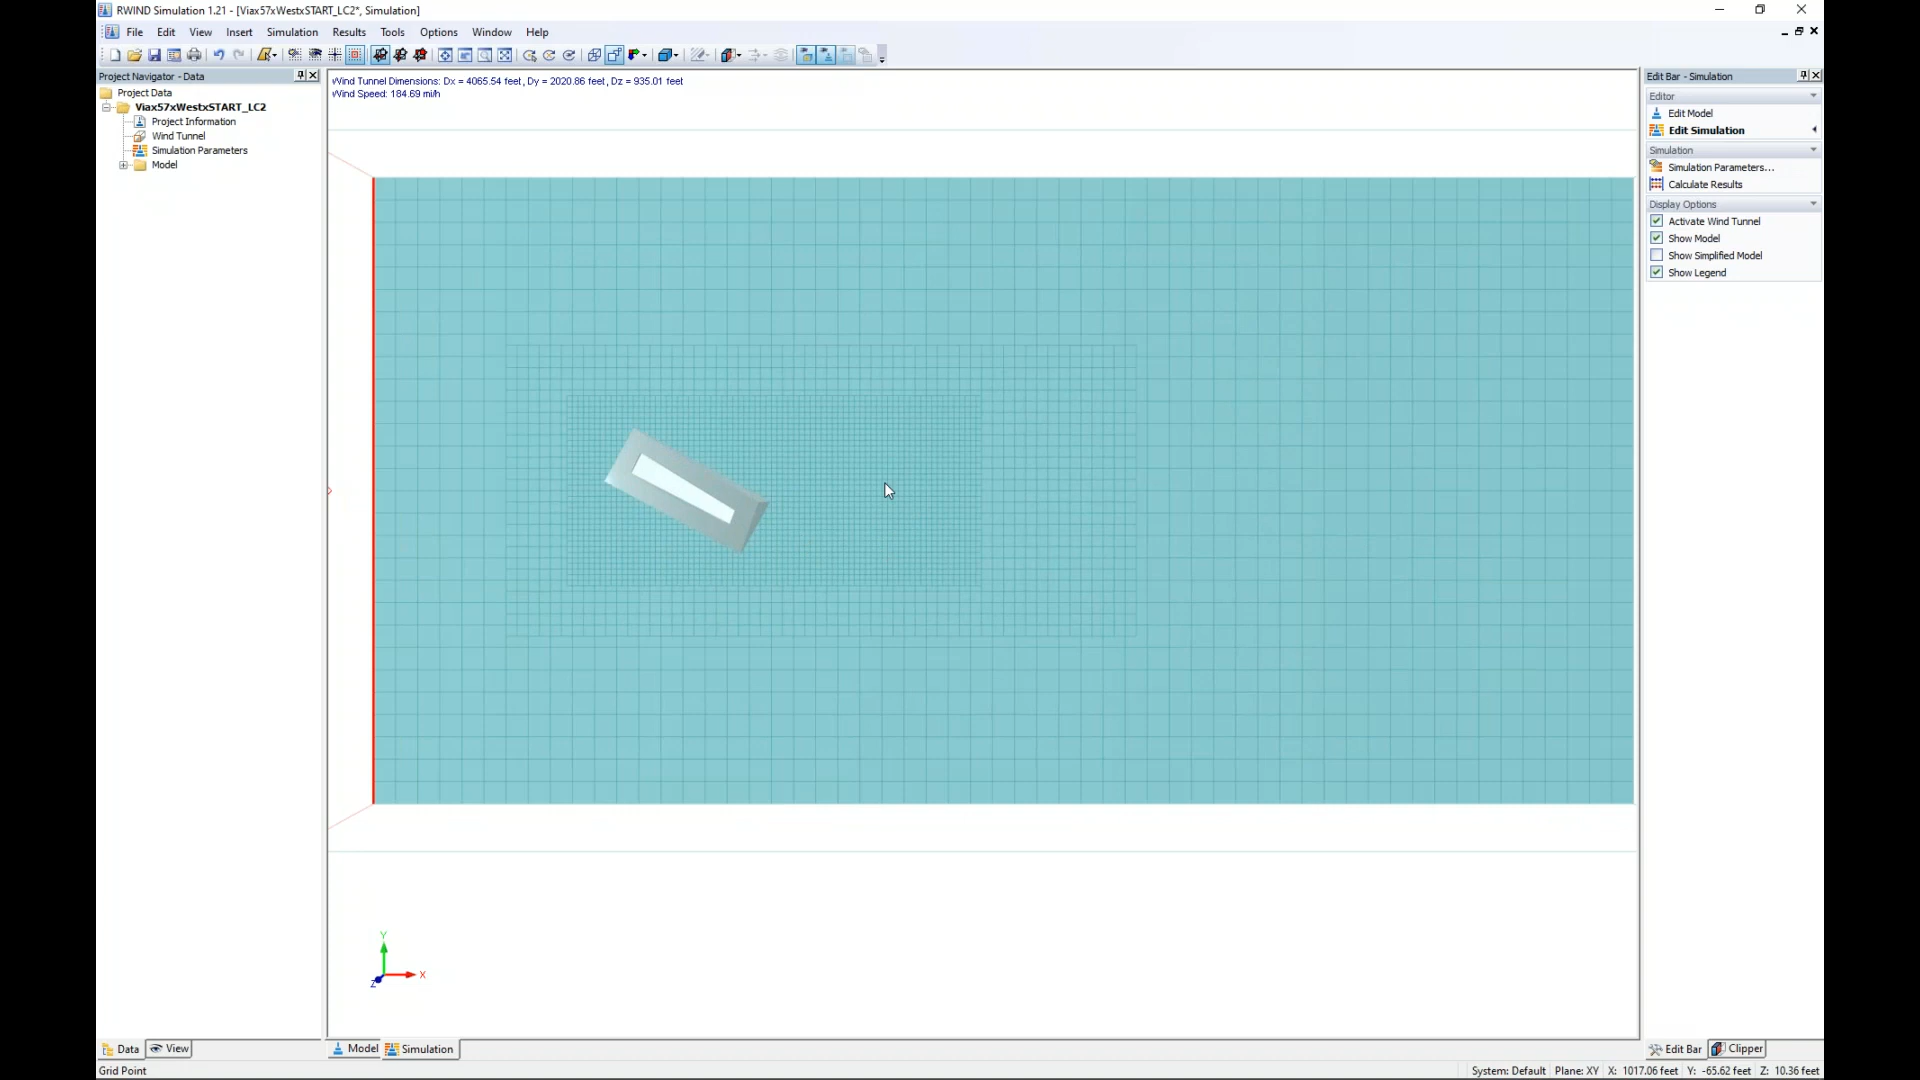 RWIND Simulation 1.21 - [Viax57xWestxSTART_LC2*, Simulation]
File Edit View Insert Simulation Results Tools Options Window Help
Project Navigator - Data
Project Data
Viax57xWestxSTART_LC2
Project Information
Wind Tunnel
Simulation Parameters
Model
Wind Tunnel Dimensions: Dx = 4065.54 feet, Dy = 2020.86 feet, Dz = 935.01 feet
Wind Speed: 184.69 mi/h
Y
X
Z
Edit Bar - Simulation
Editor
Edit Model
Edit Simulation
Simulation
Simulation Parameters...
Calculate Results
Display Options
Activate Wind Tunnel
Show Model
Show Simplified Model
Show Legend
Data View
Model Simulation
Edit Bar Clipper
Grid Point
System: Default Plane: XY X: 1017.06 feet Y: -65.62 feet Z: 10.36 feet